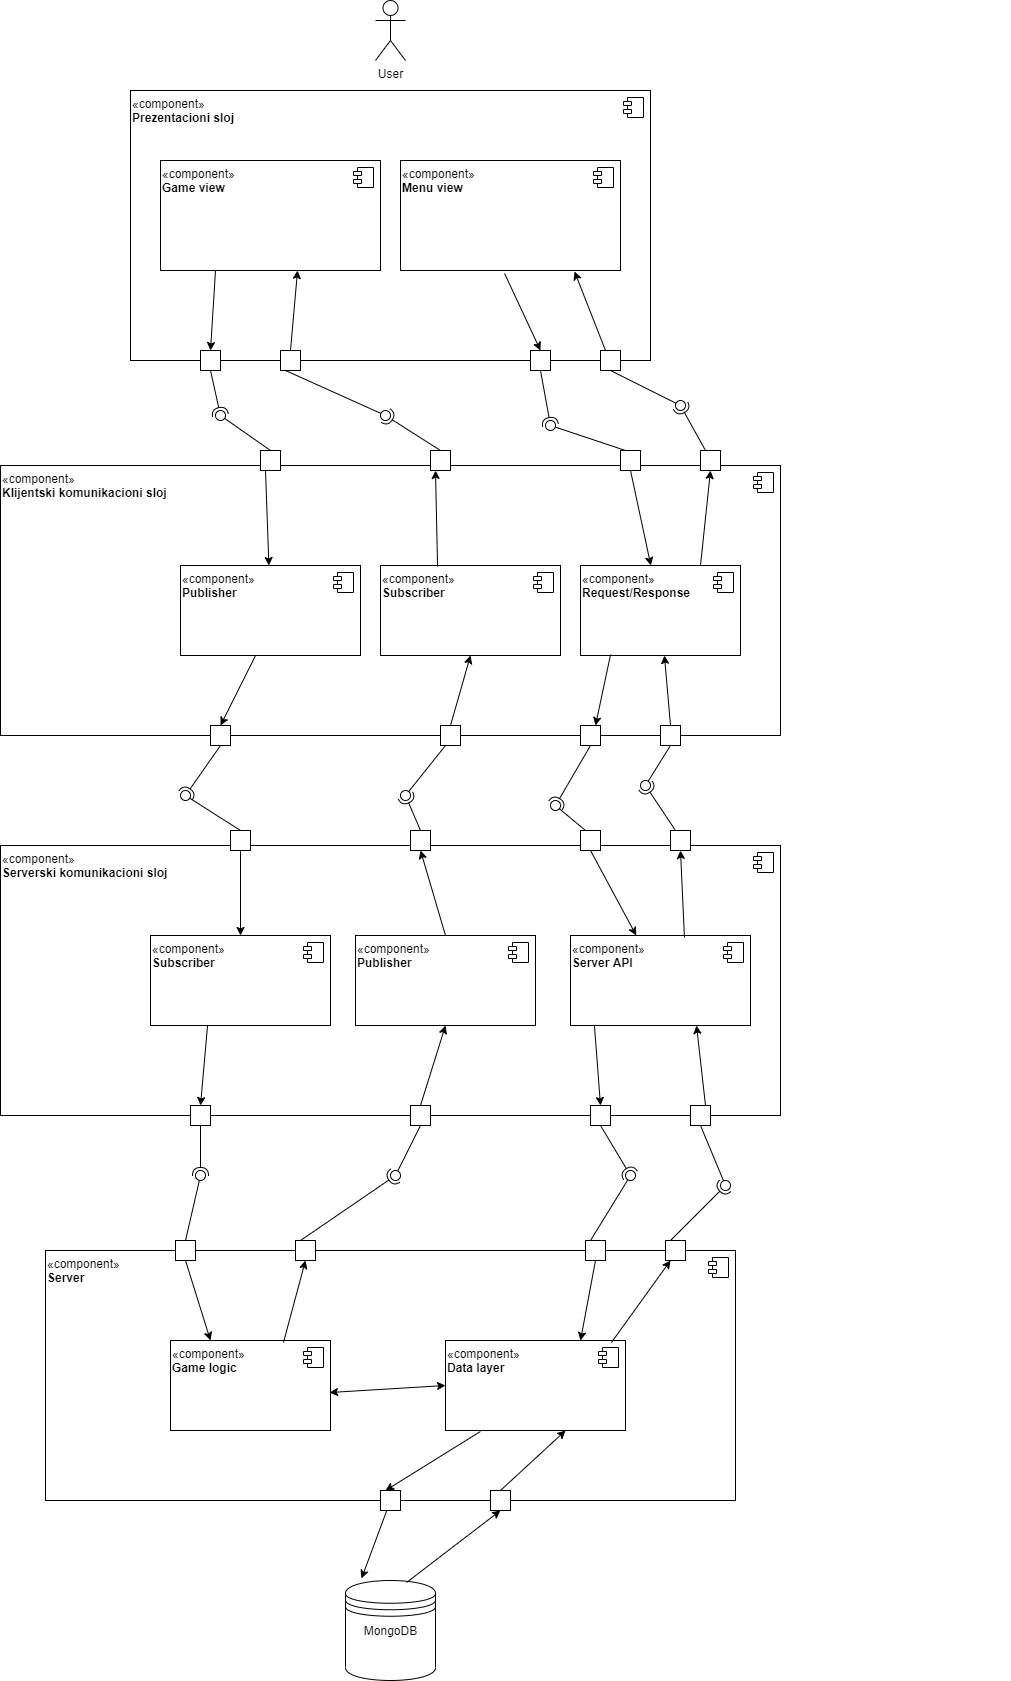 User
«component»
Prezentacioni sloj
«component»
Game view
«component»
Menu view
«component»
Klijentski komunikacioni sloj
«component»
Publisher
«component»
Subscriber
«component»
Request/Response
«component»
Serverski komunikacioni sloj
«component»
Subscriber
«component»
Publisher
«component»
Server API
«component»
Server
«component»
Game logic
«component»
Data layer
MongoDB